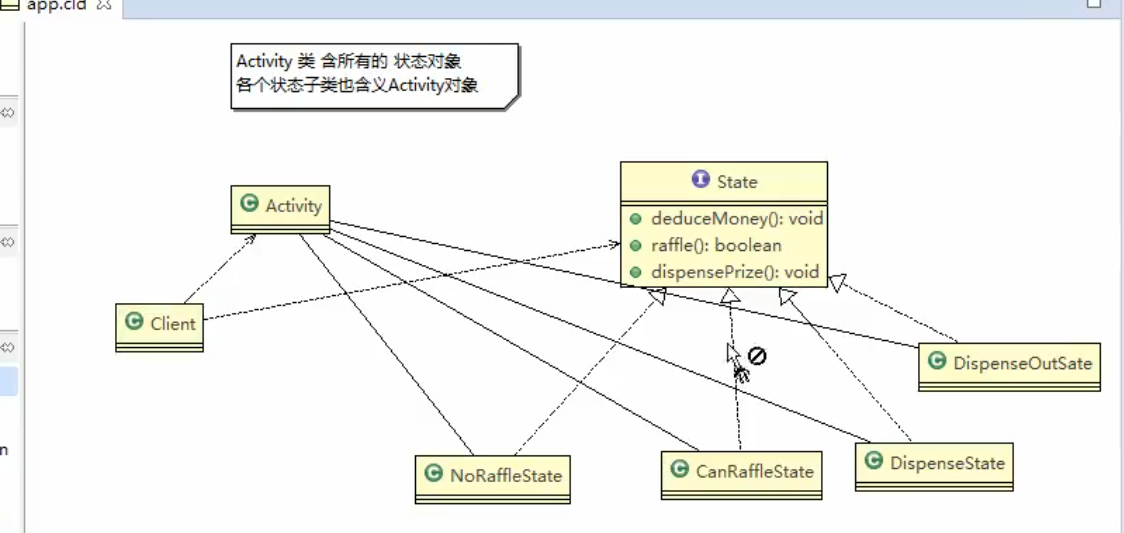 app.cld
Activity 类 含所有的 状态对象
各个状态子类也含义Activity对象
I State
deduceMoney(): void
raffle(): boolean
dispensePrize(): void
C Activity
C Client
C DispenseOutSate
C NoRaffleState
C CanRaffleState
C DispenseState
n